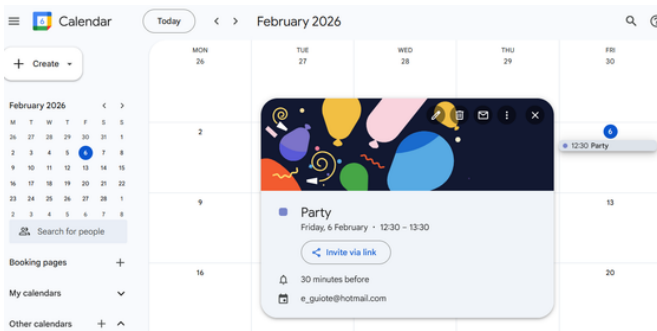 6 Calendar Today < > February 2026
Create
February 2026 < >
M T W T F S S
26 27 28 29 30 31 1
2 3 4 5 6 7 8
9 10 11 12 13 14 15
16 17 18 19 20 21 22
23 24 25 26 27 28 1
2 3 4 5 6 7 8
Search for people
Booking pages +
My calendars
Other calendars +
MON TUE WED THU FRI
26 27 28 29 30
2
6
12:30 Party
9
13
16
20
Party
Friday, 6 February · 12:30 – 13:30
Invite via link
30 minutes before
e_guiote@hotmail.com